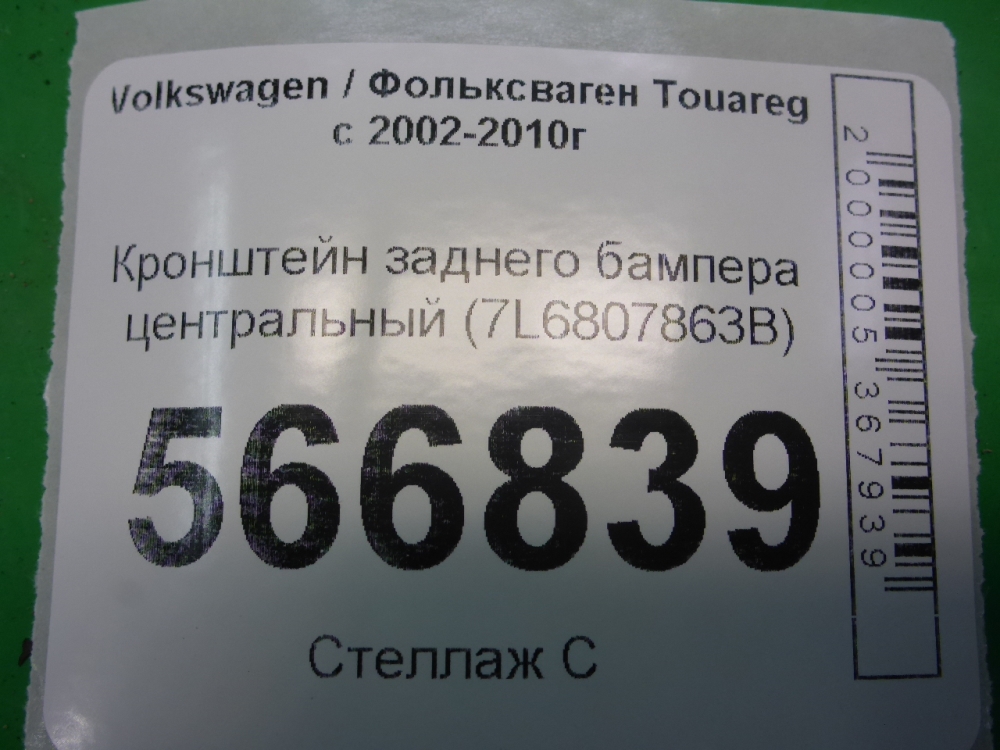 Volkswagen / Фольксваген Touareg
с 2002-2010г
Кронштейн заднего бампера
центральный (7L6807863B)
566839
Стеллаж С
2000005367939